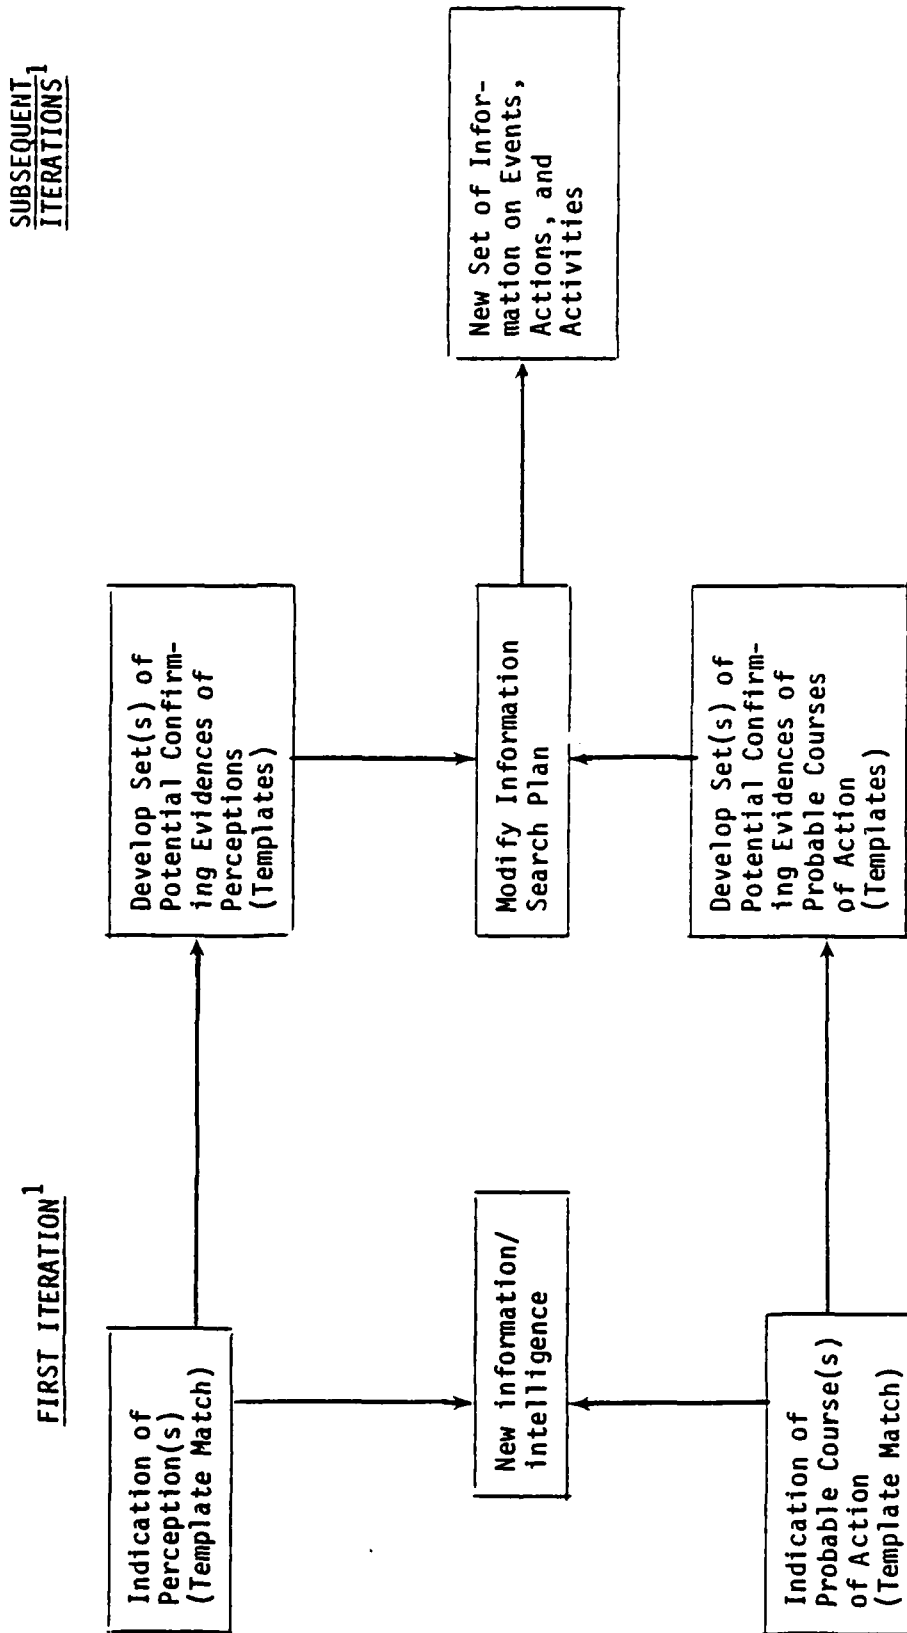 FIRST ITERATION1
SUBSEQUENT
ITERATIONS1
Indication of
Perception(s)
(Template Match)
Develop Set(s) of
Potential Confirm-
ing Evidences of
Perceptions
(Templates)
New information/
intelligence
Modify Information
Search Plan
New Set of Infor-
mation on Events,
Actions, and
Activities
Indication of
Probable Course(s)
of Action
(Template Match)
Develop Set(s) of
Potential Confirm-
ing Evidences of
Probable Courses
of Action
(Templates)